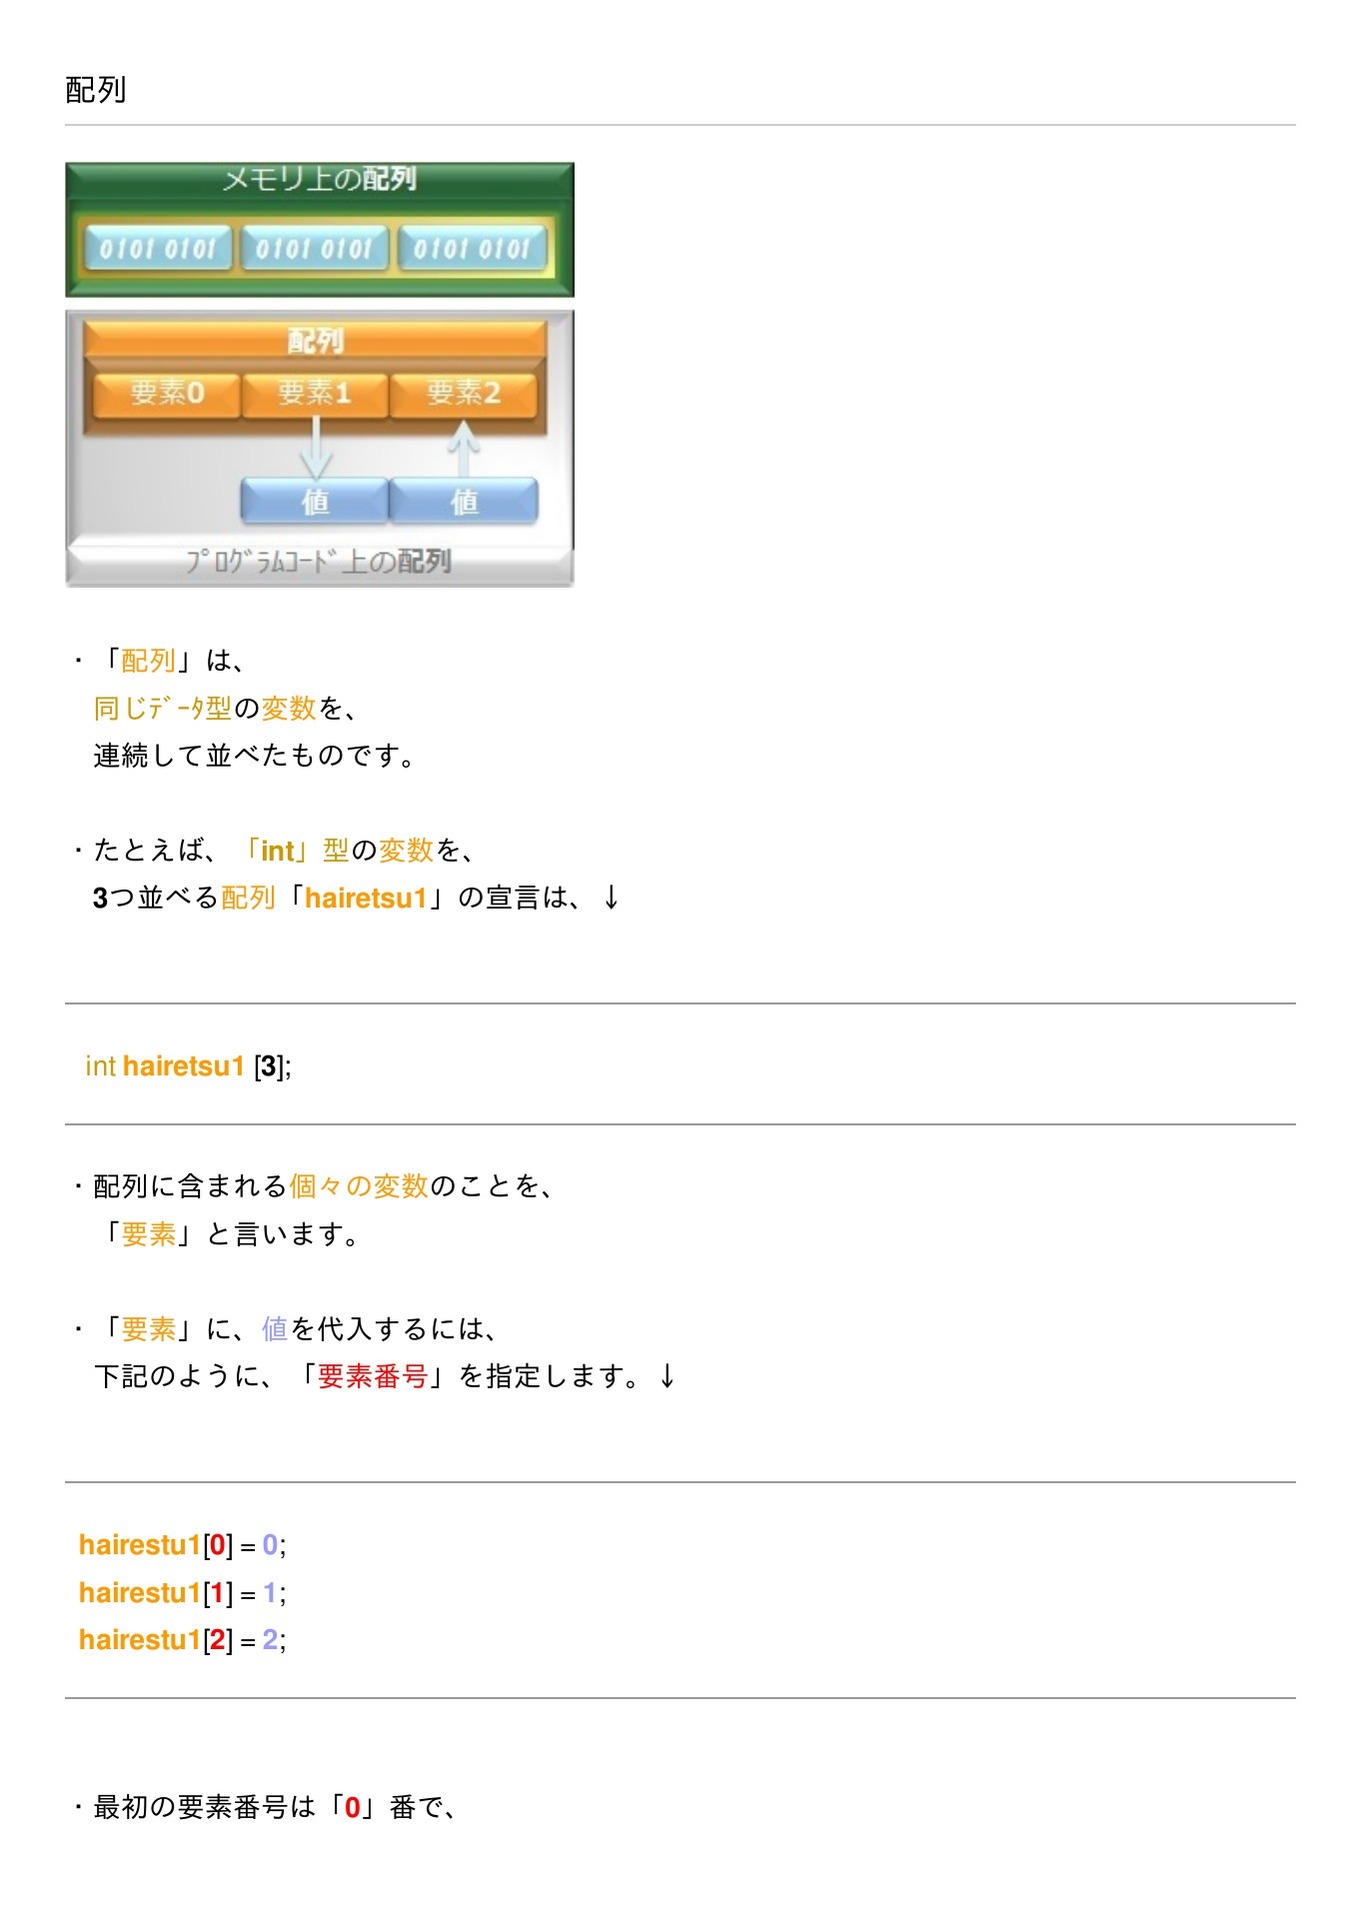 配列
メモリ上の配列
0101 0101 0101 0101 0101 0101
配列
要素0 要素1 要素2
値 値
ﾌﾟﾛｸﾞﾗﾑｺｰﾄﾞ上の配列
・「配列」は、
同じﾃﾞｰﾀ型の変数を、
連続して並べたものです。
・たとえば、「int」型の変数を、
3つ並べる配列「hairetsu1」の宣言は、↓
int hairetsu1 [3];
・配列に含まれる個々の変数のことを、
「要素」と言います。
・「要素」に、値を代入するには、
下記のように、「要素番号」を指定します。↓
hairestu1[0] = 0;
hairestu1[1] = 1;
hairestu1[2] = 2;
・最初の要素番号は「0」番で、